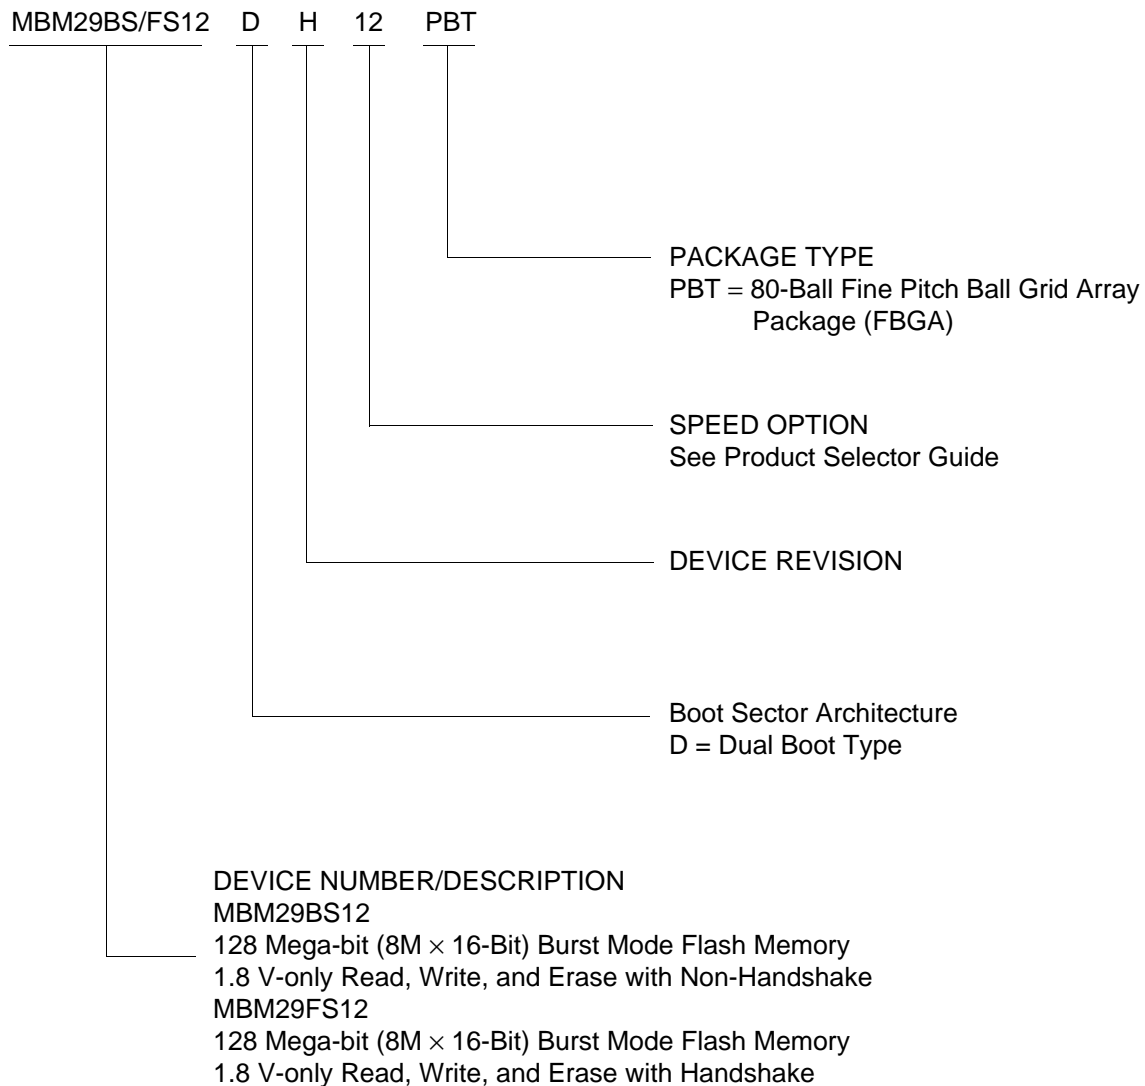 MBM29BS/FS12 D H 12 PBT
PACKAGE TYPE
PBT = 80-Ball Fine Pitch Ball Grid Array
Package (FBGA)
SPEED OPTION
See Product Selector Guide
DEVICE REVISION
Boot Sector Architecture
D = Dual Boot Type
DEVICE NUMBER/DESCRIPTION
MBM29BS12
128 Mega-bit (8M × 16-Bit) Burst Mode Flash Memory
1.8 V-only Read, Write, and Erase with Non-Handshake
MBM29FS12
128 Mega-bit (8M × 16-Bit) Burst Mode Flash Memory
1.8 V-only Read, Write, and Erase with Handshake